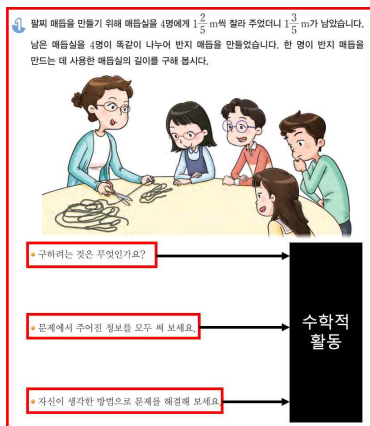 1 팔찌 매듭을 만들기 위해 매듭실을 4명에게 1 2/5 m씩 잘라 주었더니 1 3/5 m가 남았습니다.
남은 매듭실을 4명이 똑같이 나누어 반지 매듭을 만들었습니다. 한 명이 반지 매듭을
만드는 데 사용한 매듭실의 길이를 구해 봅시다.
구하려는 것은 무엇인가요?
문제에서 주어진 정보를 모두 써 보세요.
수학적
활동
자신이 생각한 방법으로 문제를 해결해 보세요.